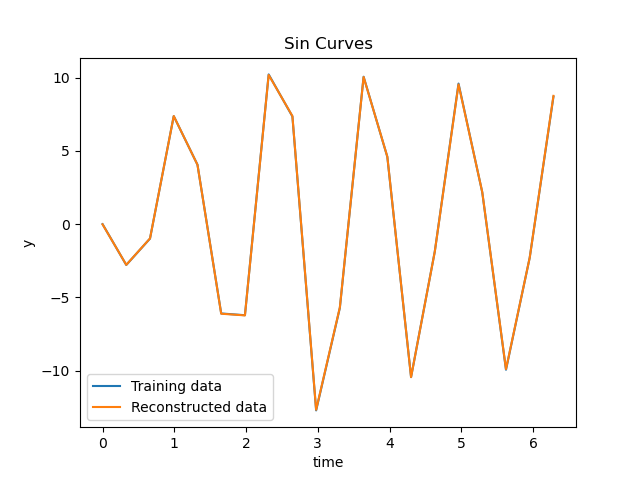 Sin Curves
10
5
0
−5
−10
y
Training data
Reconstructed data
0 1 2 3 4 5 6
time